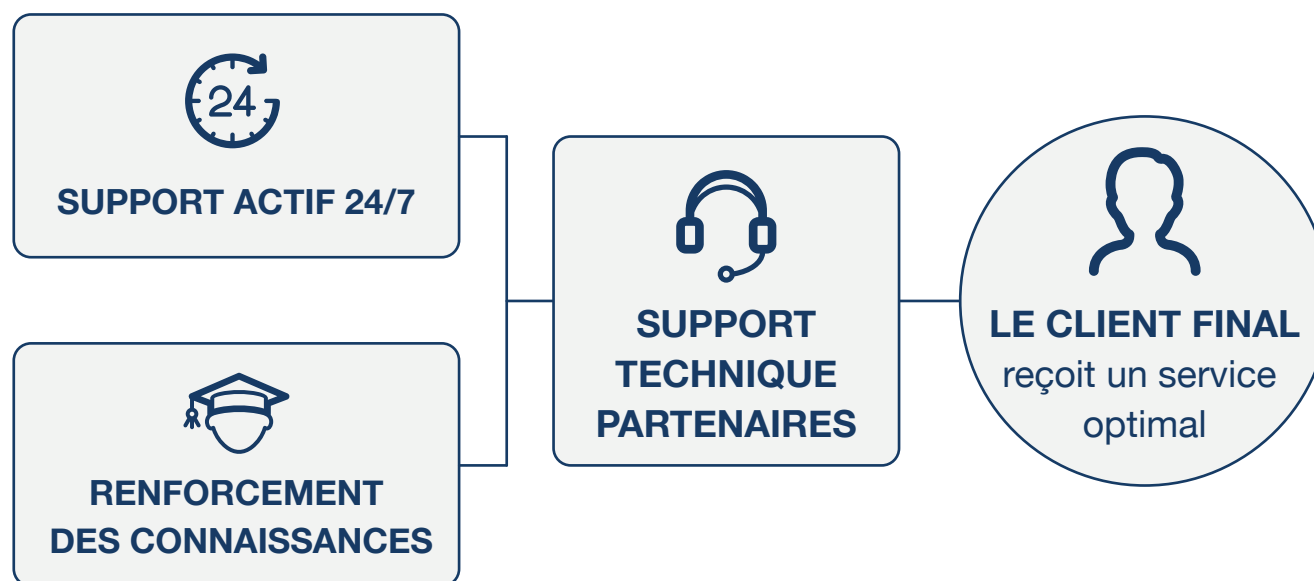 24
SUPPORT ACTIF 24/7
RENFORCEMENT
DES CONNAISSANCES
SUPPORT
TECHNIQUE
PARTENAIRES
LE CLIENT FINAL
reçoit un service
optimal